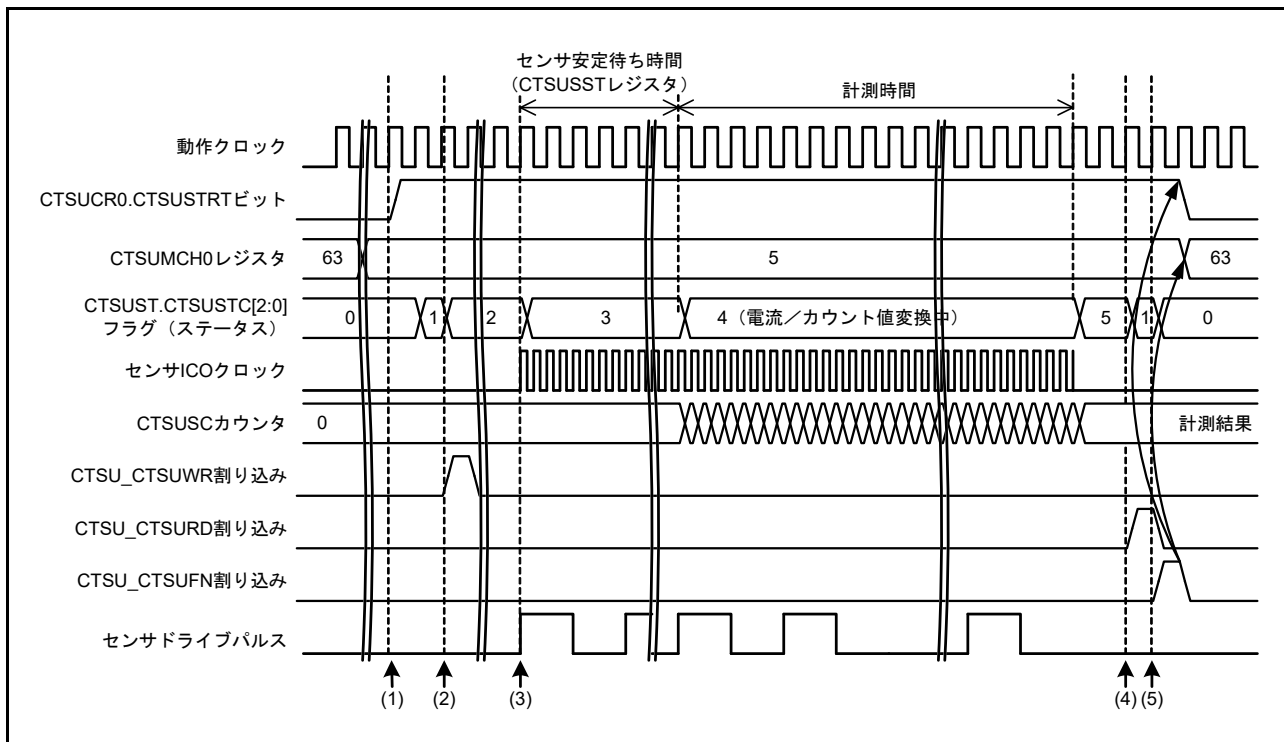 センサ安定待ち時間
（CTSUSSTレジスタ）
計測時間
動作クロック
CTSUCR0.CTSUSTRTビット
CTSUMCH0レジスタ
63
5
63
CTSUST.CTSUSTC[2:0]
フラグ（ステータス）
0
1
2
3
4（電流／カウント値変換中）
5
1
0
センサICOクロック
CTSUSCカウンタ
0
計測結果
CTSU_CTSUWR割り込み
CTSU_CTSURD割り込み
CTSU_CTSUFN割り込み
センサドライブパルス
(1)
(2)
(3)
(4)
(5)